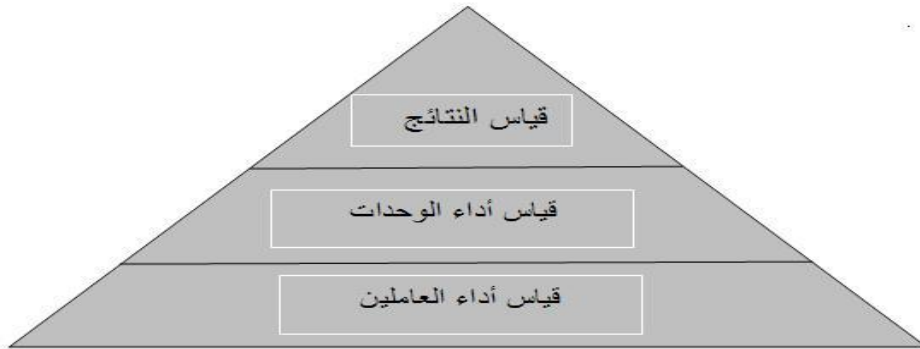 قياس النتائج
قياس أداء الوحدات
قياس أداء العاملين